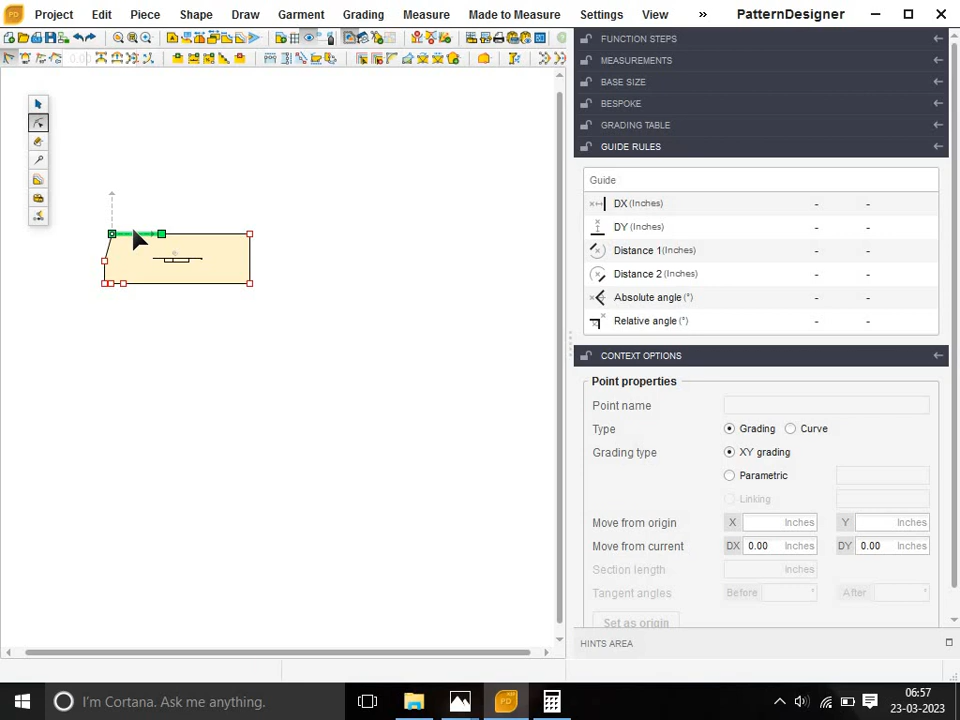 PD Project Edit Piece Shape Draw Garment Grading Measure Made to Measure Settings View » PatternDesigner
FUNCTION STEPS
MEASUREMENTS
BASE SIZE
BESPOKE
GRADING TABLE
GUIDE RULES
Guide
DX (Inches) - -
DY (Inches) - -
Distance 1 (Inches) - -
Distance 2 (Inches) - -
Absolute angle (°) - -
Relative angle (°) - -
CONTEXT OPTIONS
Point properties
Point name
Type Grading Curve
Grading type XY grading
Parametric
Linking
Move from origin X Inches Y Inches
Move from current DX 0.00 Inches DY 0.00 Inches
Section length Inches
Tangent angles Before ° After °
Set as origin
HINTS AREA
I'm Cortana. Ask me anything. PD 06:57
23-03-2023